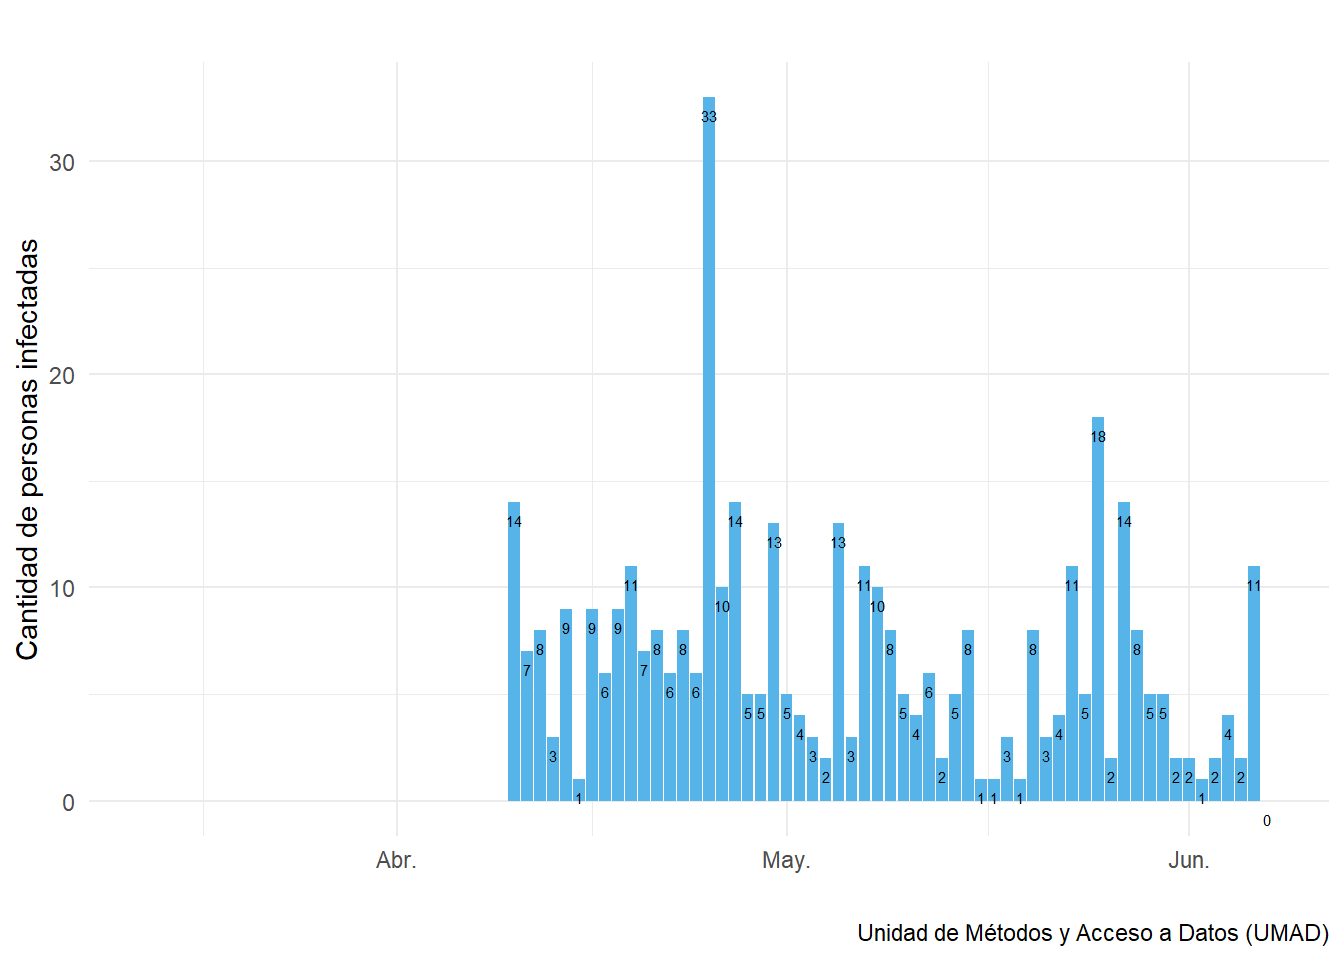 Cantidad de personas infectadas
30
20
10
0
14 7 8 3 9 1 9 6 9 11 7 8 6 8 6 33 10 14 5 5 13 5 4 3 2 13 3 11 10 8 5 4 6 2 5 8 1 1 3 1 8 3 4 11 5 18 2 14 8 5 5 2 2 1 2 4 2 11 0
Abr. May. Jun.
Unidad de Métodos y Acceso a Datos (UMAD)